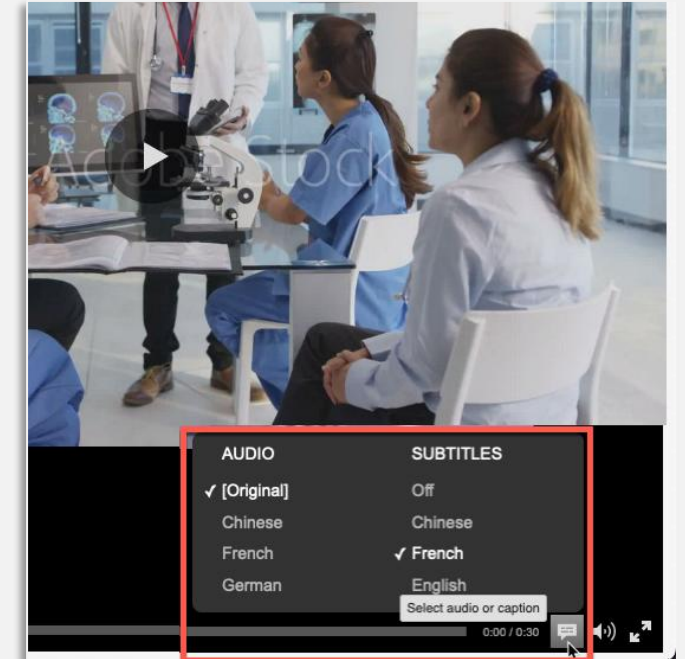 Adobe Stock
AUDIO
✓ [Original]
Chinese
French
German
SUBTITLES
Off
Chinese
✓ French
English
Select audio or caption
0:00 / 0:30